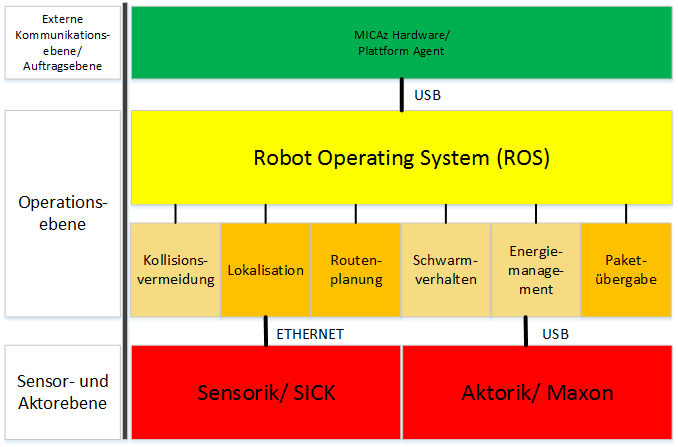 Externe
Kommunikations-
ebene/
Auftragsebene
MICAz Hardware/
Plattform Agent
USB
Operations-
ebene
Robot Operating System (ROS)
Kollisions-
vermeidung
Lokalisation
Routen-
planung
Schwarm-
verhalten
Energie-
manage-
ment
Paket-
übergabe
ETHERNET
USB
Sensor- und
Aktorebene
Sensorik/ SICK
Aktorik/ Maxon